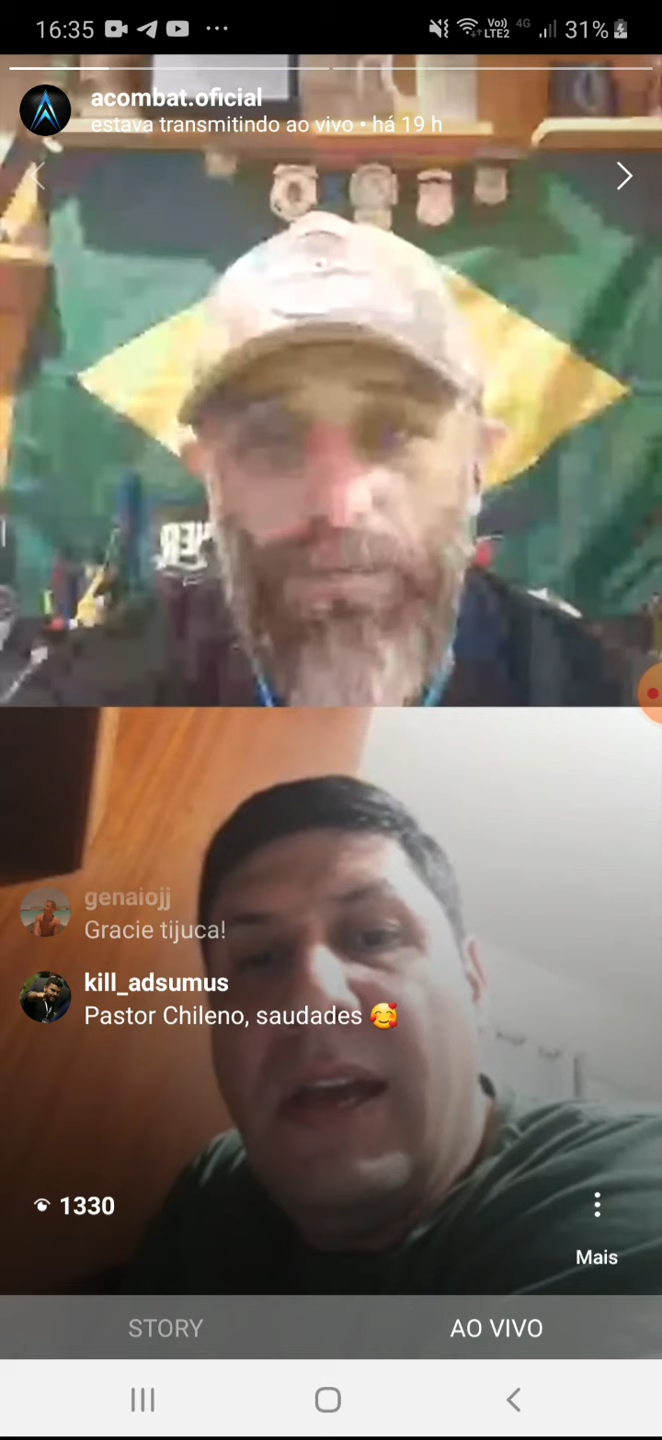 16:35
Vo))
LTE2
4G
31%
acombat.oficial
estava transmitindo ao vivo • há 19 h
genaiojj
Gracie tijuca!
kill_adsumus
Pastor Chileno, saudades 🥰
1330
Mais
STORY
AO VIVO